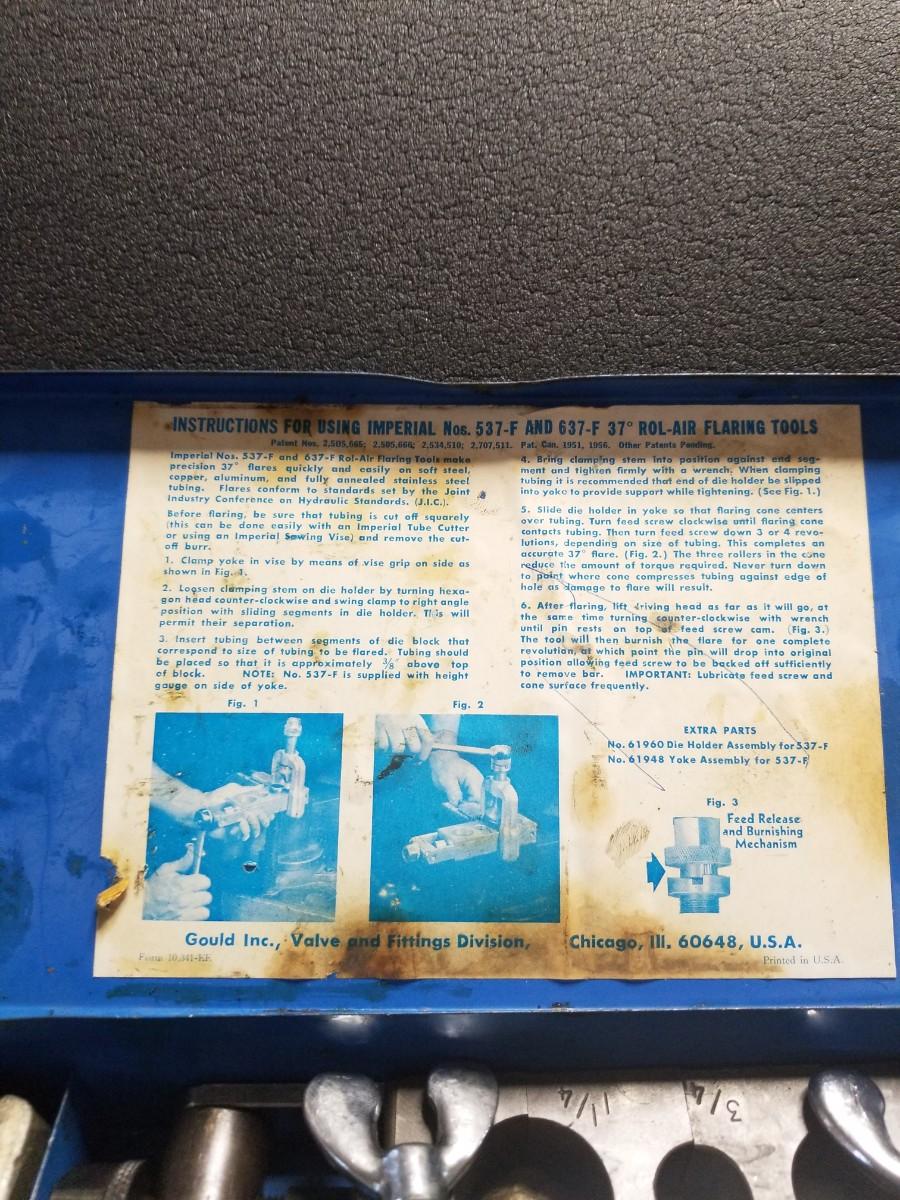 INSTRUCTIONS FOR USING IMPERIAL Nos. 537-F AND 637-F 37° ROL-AIR FLARING TOOLS
Patent Nos. 2,505,665; 2,505,666; 2,534,510; 2,707,511. Pat. Can. 1951, 1956. Other Patents Pending.
Imperial Nos. 537-F and 637-F Rol-Air Flaring Tools make
precision 37° flares quickly and easily on soft steel,
copper, aluminum, and fully annealed stainless steel
tubing. Flares conform to standards set by the Joint
Industry Conference on Hydraulic Standards. (J.I.C.).
Before flaring, be sure that tubing is cut off squarely
(this can be done easily with an Imperial Tube Cutter
or using an Imperial Sawing Vise) and remove the cut-
off burr.
1. Clamp yoke in vise by means of vise grip on side as
shown in Fig. 1.
2. Loosen clamping stem on die holder by turning hexa-
gon head counter-clockwise and swing clamp to right angle
position with sliding segments in die holder. This will
permit their separation.
3. Insert tubing between segments of die block that
correspond to size of tubing to be flared. Tubing should
be placed so that it is approximately 3/8" above top
of block. NOTE: No. 537-F is supplied with height
gauge on side of yoke.
4. Bring clamping stem into position against end seg-
ment and tighten firmly with a wrench. When clamping
tubing it is recommended that end of die holder be slipped
into yoke to provide support while tightening. (See Fig. 1.)
5. Slide die holder in yoke so that flaring cone centers
over tubing. Turn feed screw clockwise until flaring cone
contacts tubing. Then turn feed screw down 3 or 4 revo-
lutions, depending on size of tubing. This completes an
accurate 37° flare. (Fig. 2.) The three rollers in the cone
reduce the amount of torque required. Never turn down
to point where cone compresses tubing against edge of
hole as damage to flare will result.
6. After flaring, lift driving head as far as it will go, at
the same time turning counter-clockwise with wrench
until pin rests on top of feed screw cam. (Fig. 3.)
The tool will then burnish the flare for one complete
revolution, at which point the pin will drop into original
position allowing feed screw to be backed off sufficiently
to remove bar. IMPORTANT: Lubricate feed screw and
cone surface frequently.
Fig. 1
Fig. 2
EXTRA PARTS
No. 61960 Die Holder Assembly for 537-F
No. 61948 Yoke Assembly for 537-F
Fig. 3
Feed Release
and Burnishing
Mechanism
Gould Inc., Valve and Fittings Division, Chicago, Ill. 60648, U.S.A.
Form 10,341-EE
Printed in U.S.A.
1 1/4
3/4